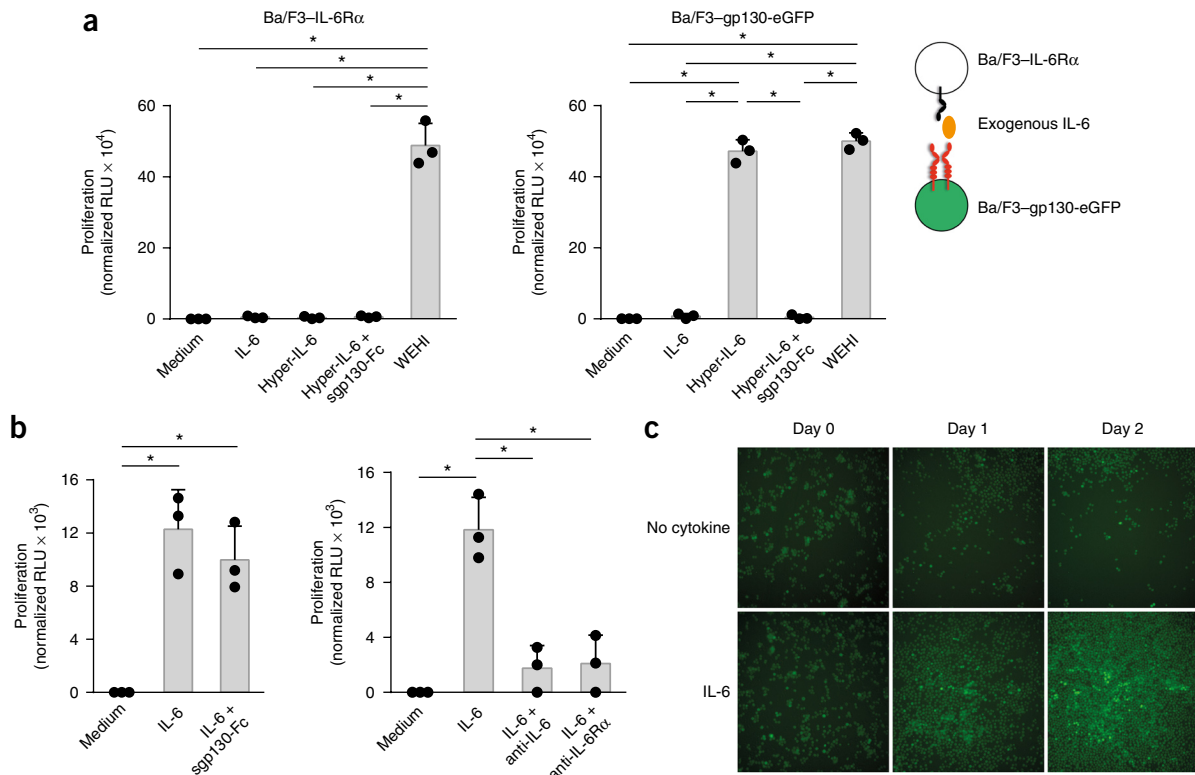 a
Ba/F3–IL-6Rα
*
*
*
*
Proliferation
(normalized RLU × 10⁴)
60
40
20
0
Medium
IL-6
Hyper-IL-6
Hyper-IL-6 +
sgp130-Fc
WEHI
Ba/F3–gp130-eGFP
*
*
*
*
*
*
Proliferation
(normalized RLU × 10⁴)
60
40
20
0
Medium
IL-6
Hyper-IL-6
Hyper-IL-6 +
sgp130-Fc
WEHI
Ba/F3–IL-6Rα
Exogenous IL-6
Ba/F3–gp130-eGFP
b
*
*
Proliferation
(normalized RLU × 10³)
16
12
8
4
0
Medium
IL-6
IL-6 +
sgp130-Fc
*
*
*
Proliferation
(normalized RLU × 10³)
16
12
8
4
0
Medium
IL-6
IL-6 +
anti-IL-6
IL-6 +
anti-IL-6Rα
c
Day 0
Day 1
Day 2
No cytokine
IL-6